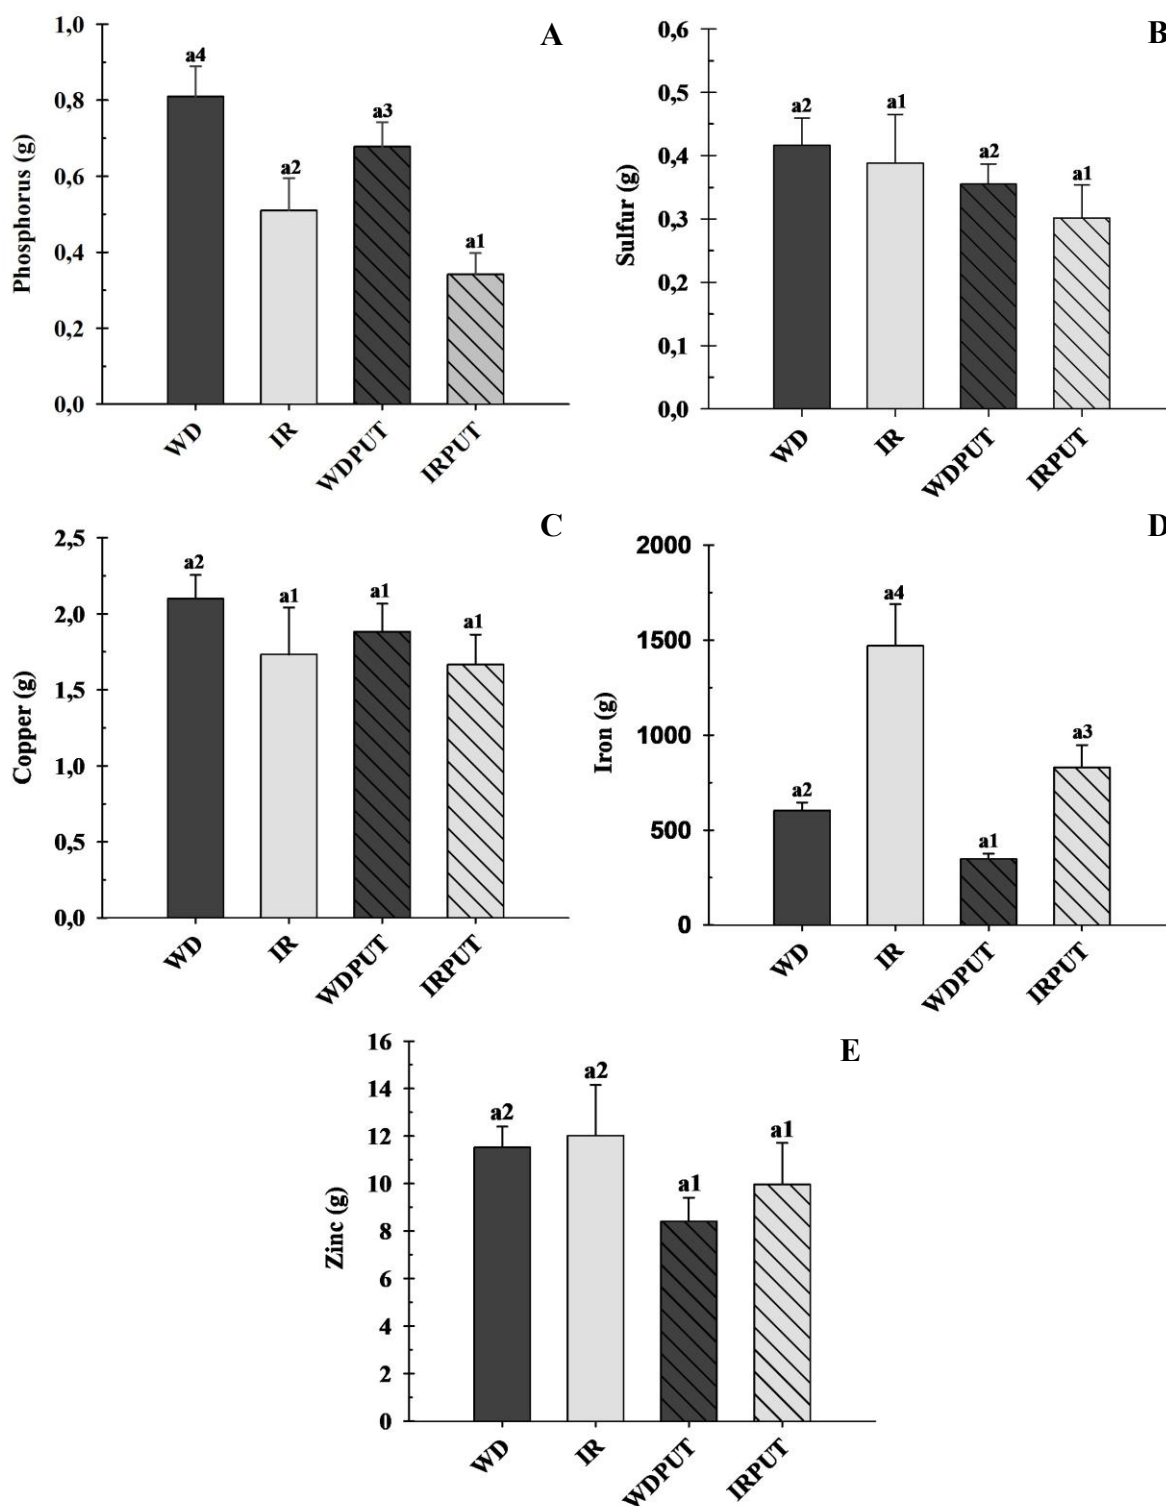 A
Phosphorus (g)
1,0
0,8
0,6
0,4
0,2
0,0
a4
a2
a3
a1
WD
IR
WDPUT
IRPUT
B
Sulfur (g)
0,6
0,5
0,4
0,3
0,2
0,1
0,0
a2
a1
a2
a1
WD
IR
WDPUT
IRPUT
C
Copper (g)
2,5
2,0
1,5
1,0
0,5
0,0
a2
a1
a1
a1
WD
IR
WDPUT
IRPUT
D
Iron (g)
2000
1500
1000
500
0
a2
a4
a1
a3
WD
IR
WDPUT
IRPUT
E
Zinc (g)
16
14
12
10
8
6
4
2
0
a2
a2
a1
a1
WD
IR
WDPUT
IRPUT